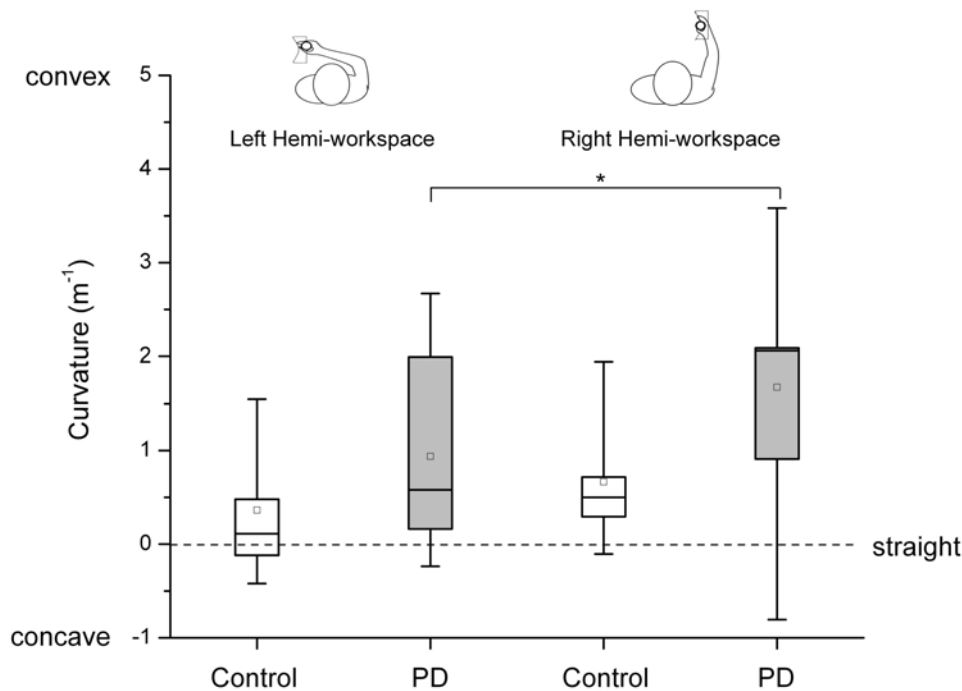 convex
5
Left Hemi-workspace
Right Hemi-workspace
4
*
3
Curvature (m⁻¹)
2
1
0
straight
concave
-1
Control
PD
Control
PD